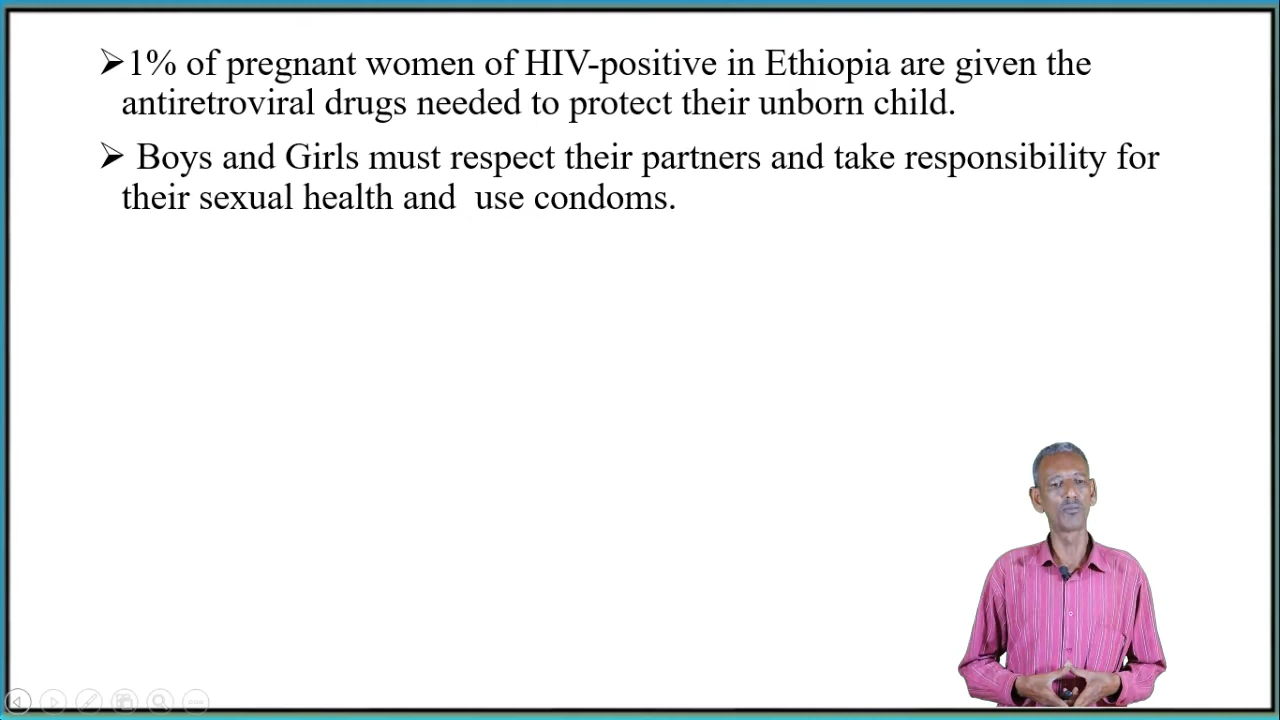 ➢1% of pregnant women of HIV-positive in Ethiopia are given the
antiretroviral drugs needed to protect their unborn child.
➢ Boys and Girls must respect their partners and take responsibility for
their sexual health and  use condoms.